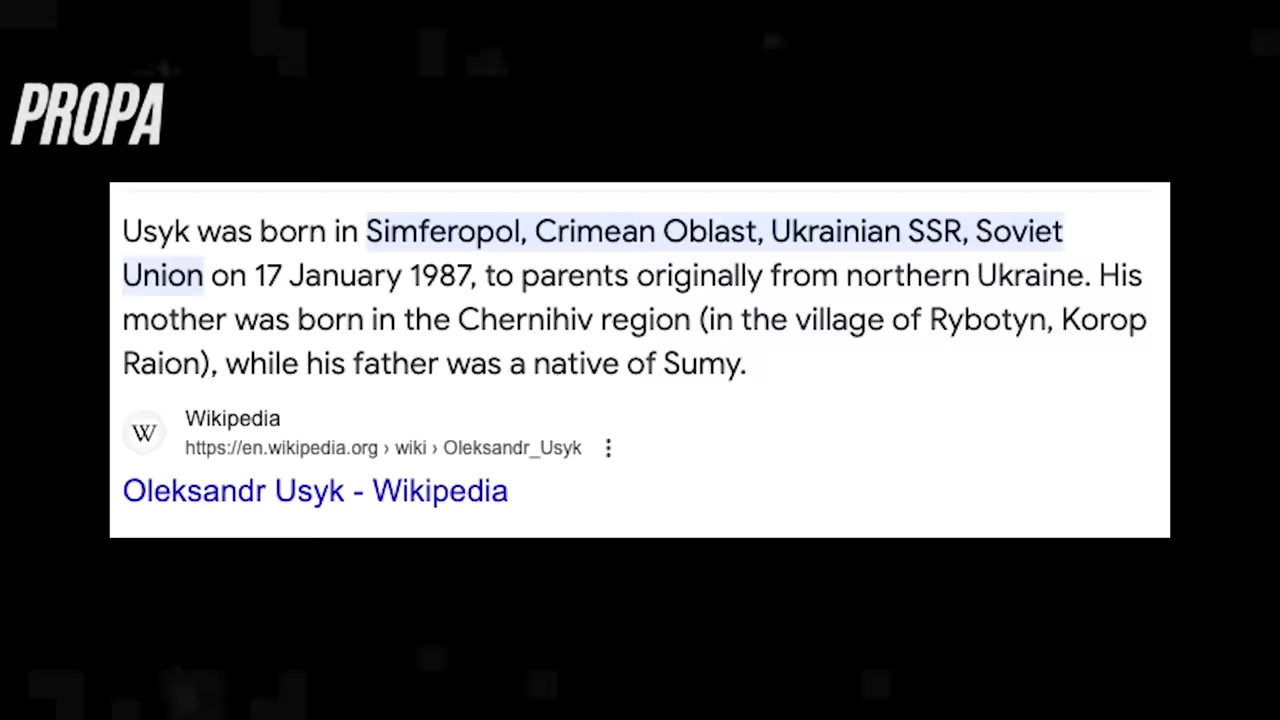 PROPA
Usyk was born in Simferopol, Crimean Oblast, Ukrainian SSR, Soviet
Union on 17 January 1987, to parents originally from northern Ukraine. His
mother was born in the Chernihiv region (in the village of Rybotyn, Korop
Raion), while his father was a native of Sumy.
W
Wikipedia
https://en.wikipedia.org › wiki › Oleksandr_Usyk
Oleksandr Usyk - Wikipedia